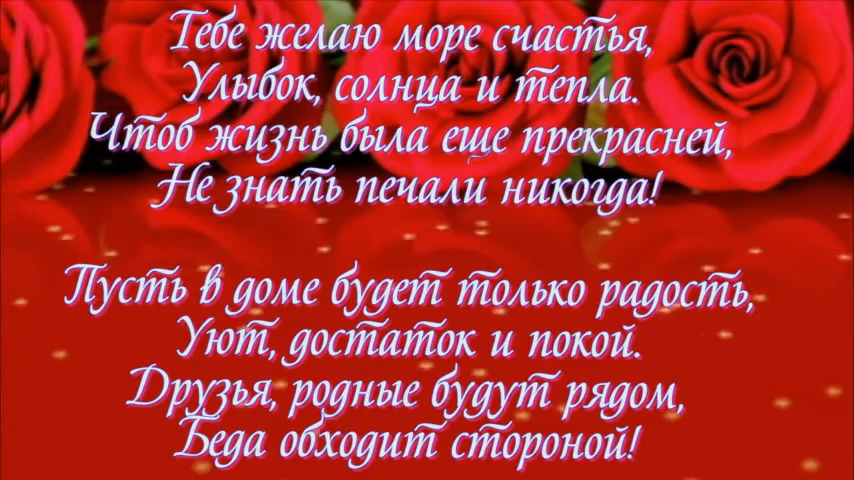 Тебе желаю море счастья,
Улыбок, солнца и тепла.
Чтоб жизнь была еще прекрасней,
Не знать печали никогда!
Пусть в доме будет только радость,
Уют, достаток и покой.
Друзья, родные будут рядом,
Беда обходит стороной!